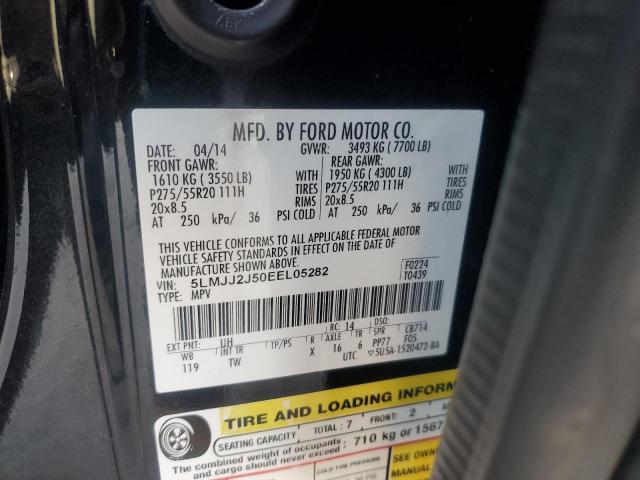 MFD. BY FORD MOTOR CO.
DATE: 04/14 GVWR: 3493 KG ( 7700 LB)
FRONT GAWR: REAR GAWR:
1610 KG ( 3550 LB) WITH 1950 KG ( 4300 LB) WITH
P275/55R20 111H TIRES P275/55R20 111H TIRES
20x8.5 RIMS 20x8.5 RIMS
AT 250 kPa/ 36 PSI COLD AT 250 kPa/ 36 PSI COLD
THIS VEHICLE CONFORMS TO ALL APPLICABLE FEDERAL MOTOR
VEHICLE SAFETY STANDARDS IN EFFECT ON THE DATE OF
MANUFACTURE SHOWN ABOVE.
VIN: 5LMJJ2J50EEL05282 F0224
TYPE: MPV T0439
EXT PNT: UH RC: 14 DSO: CB714
WB INT TR TP/PS R AXLE TR SPR F05
119 TW X 16 6 PP77
UTC ▽5U5A-1520472-BA
TIRE AND LOADING INFORM
SEATING CAPACITY TOTAL : 7 FRONT: 2
The combined weight of occupants and cargo should never exceed : 710 kg or 1567
COLD TIRE PRESSURE
SEE OWNE
MANUAL